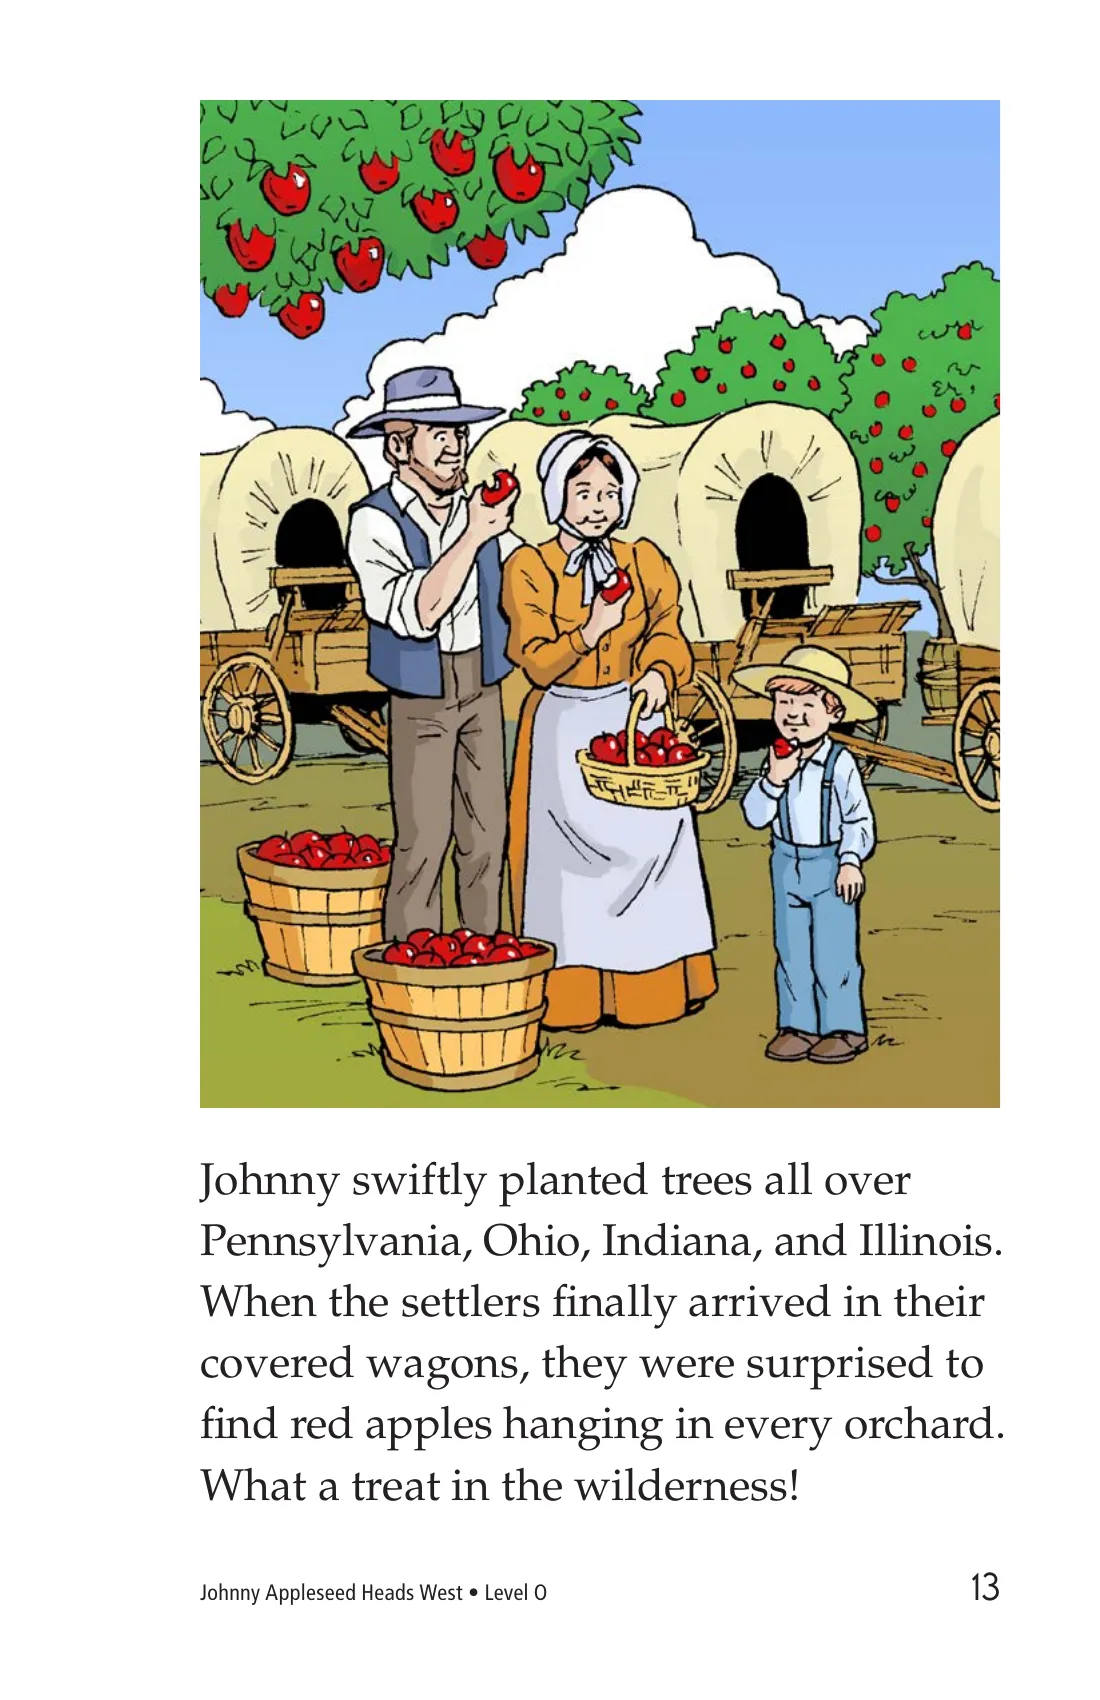 Johnny swiftly planted trees all over
Pennsylvania, Ohio, Indiana, and Illinois.
When the settlers finally arrived in their
covered wagons, they were surprised to
find red apples hanging in every orchard.
What a treat in the wilderness!
Johnny Appleseed Heads West • Level O 13